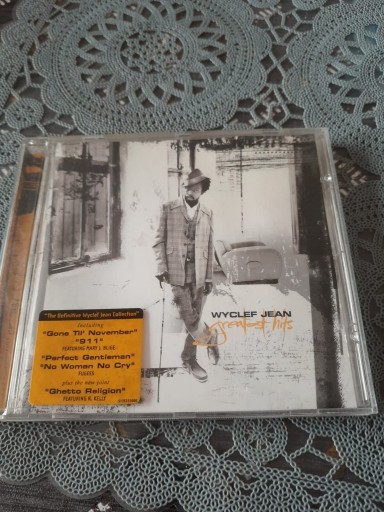 WYCLEF JEAN
greatest hits
"The Definitive Wyclef Jean Collection"
including
"Gone Til' November"
"911"
FEATURING MARY J. BLIGE
"Perfect Gentleman"
"No Woman No Cry"
FUGEES
plus the new joint
"Ghetto Religion"
FEATURING R. KELLY